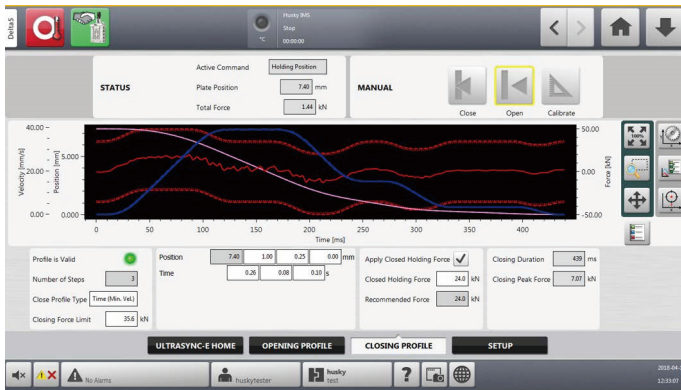 Delta5
Husky IMS
Stop
°C 00:00:00
STATUS
Active Command Holding Position
Plate Position 7.40 mm
Total Force 1.44 kN
MANUAL
Close Open Calibrate
Velocity [mm/s]
40.00
20.00
0.00
Position [mm]
5.000
0.000
50.00
0.00
-50.00
Force [kN]
0 50 100 150 200 250 300 350 400
Time [ms]
100%
Profile is Valid
Number of Steps 3
Close Profile Type Time (Min. Vel.)
Closing Force Limit 35.6 kN
Position 7.40 1.00 0.25 0.00 mm
Time 0.26 0.08 0.10 s
Apply Closed Holding Force
Closed Holding Force 24.0 kN
Recommended Force 24.0 kN
Closing Duration 439 ms
Closing Peak Force 7.07 kN
ULTRASYNC-E HOME OPENING PROFILE CLOSING PROFILE SETUP
No Alarms
huskytester
husky
test
?
2018-04-
12:33:07